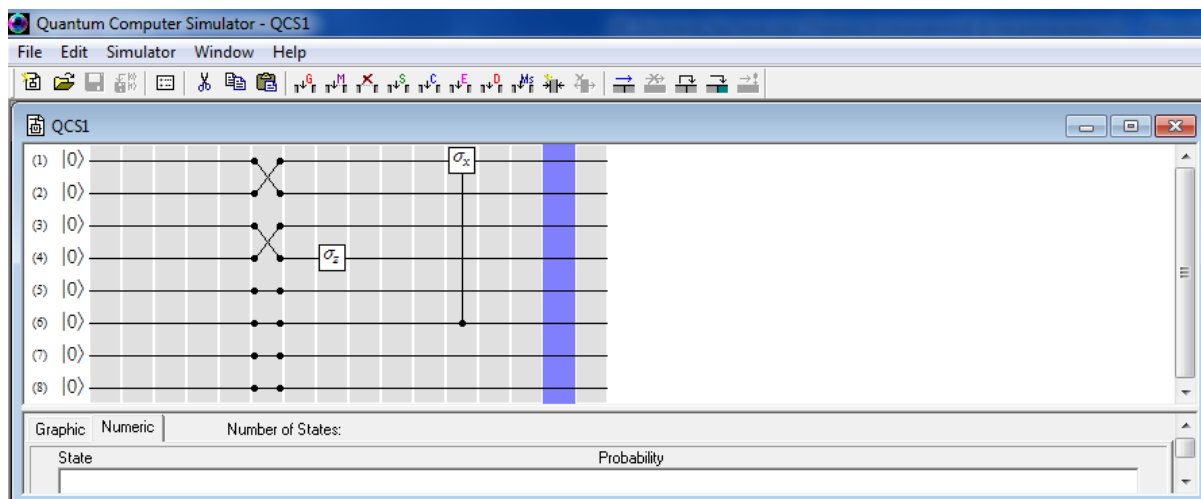 Quantum Computer Simulator - QCS1
File Edit Simulator Window Help
G M S C E D Ms
QCS1
(1) |0⟩ σx
(2) |0⟩
(3) |0⟩
(4) |0⟩ σz
(5) |0⟩
(6) |0⟩
(7) |0⟩
(8) |0⟩
Graphic Numeric Number of States:
State Probability